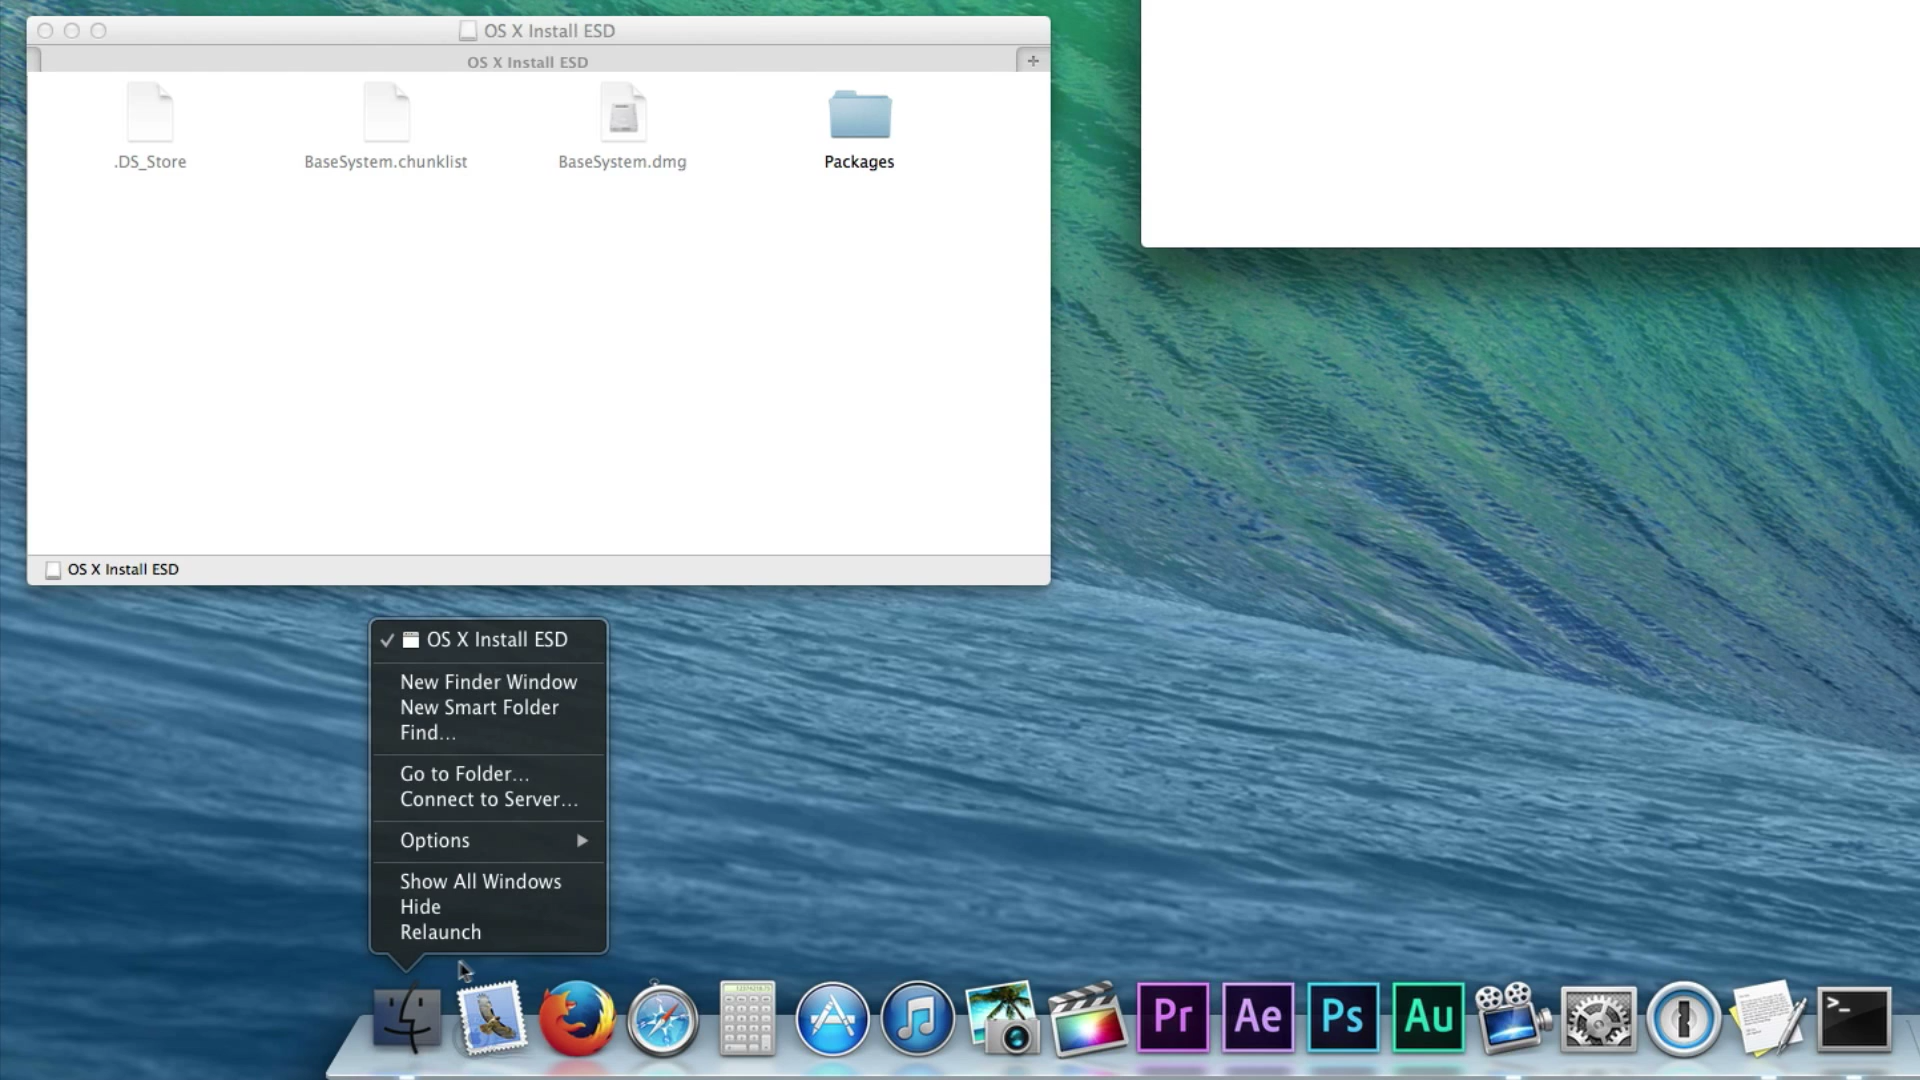 OS X Install ESD
OS X Install ESD
+
.DS_Store
BaseSystem.chunklist
BaseSystem.dmg
Packages
OS X Install ESD
✓ OS X Install ESD
New Finder Window
New Smart Folder
Find...
Go to Folder...
Connect to Server...
Options ▶
Show All Windows
Hide
Relaunch
Pr
Ae
Ps
Au
>_